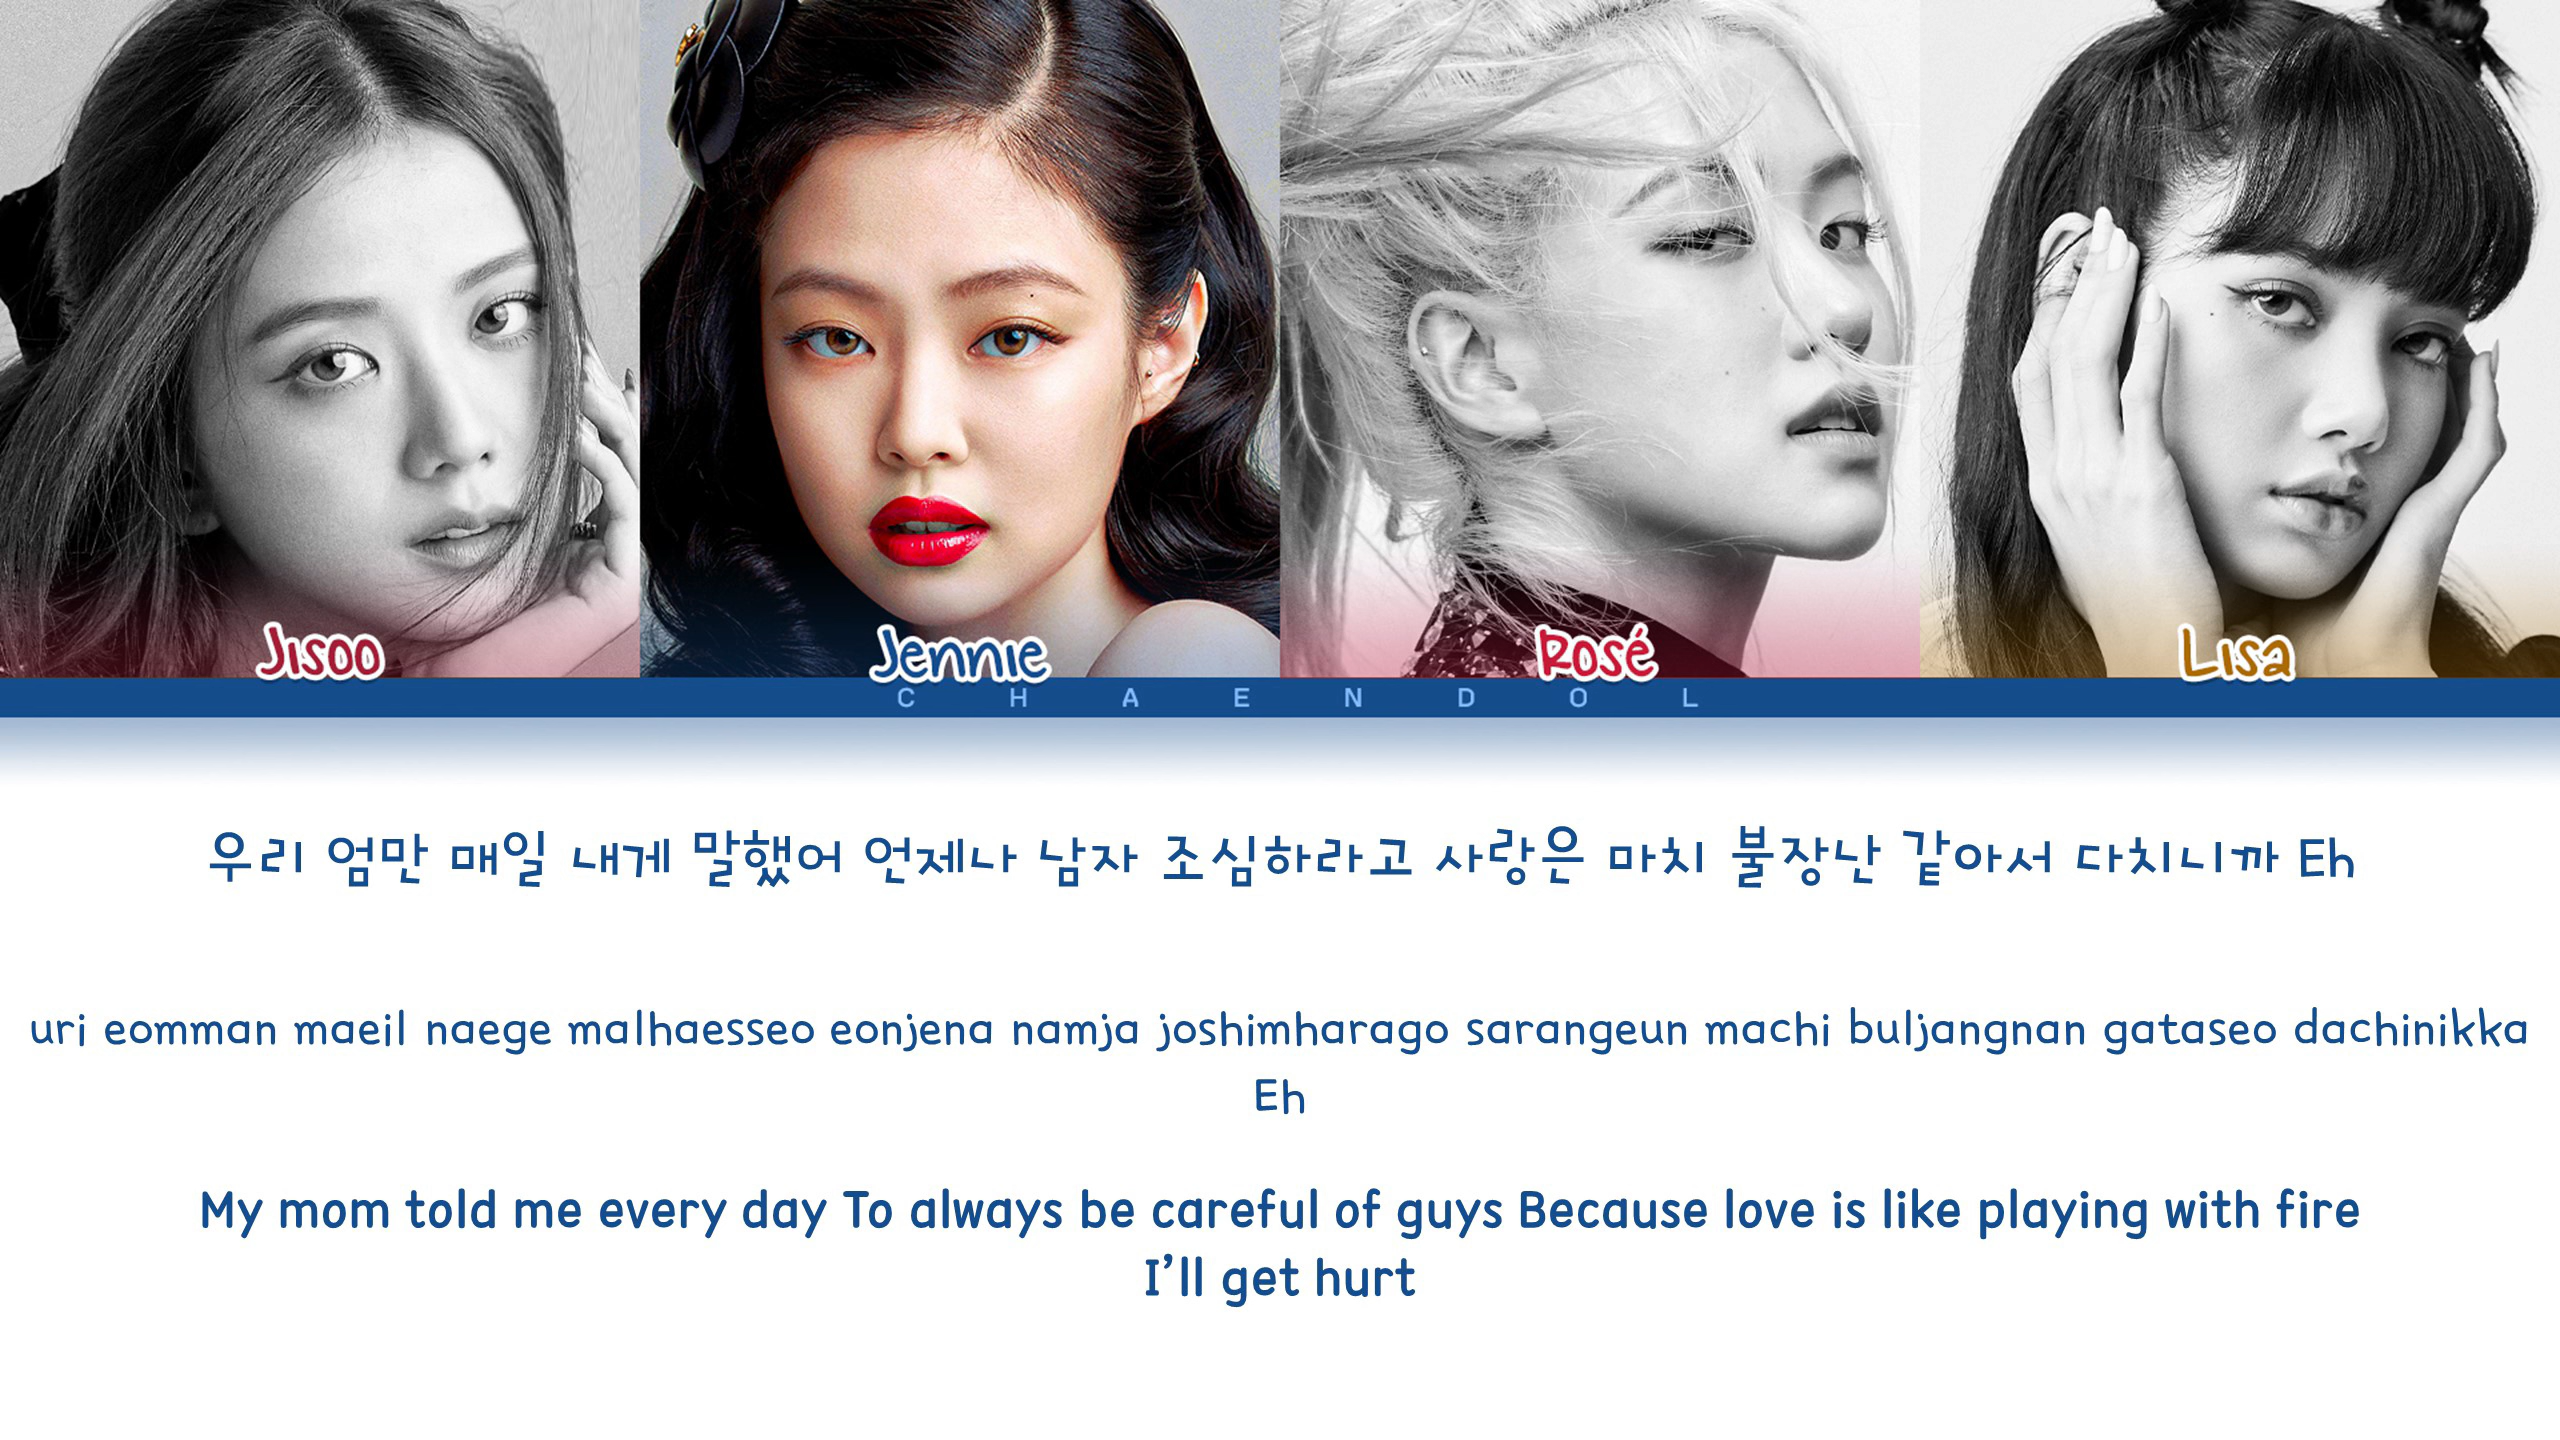 Jisoo
Jennie
Rosé
Lisa
CHAENDOL
우리 엄만 매일 내게 말했어 언제나 남자 조심하라고 사랑은 마치 불장난 같아서 다치니까 Eh
uri eomman maeil naege malhaesseo eonjena namja joshimharago sarangeun machi buljangnan gataseo dachinikka
Eh
My mom told me every day To always be careful of guys Because love is like playing with fire
I’ll get hurt